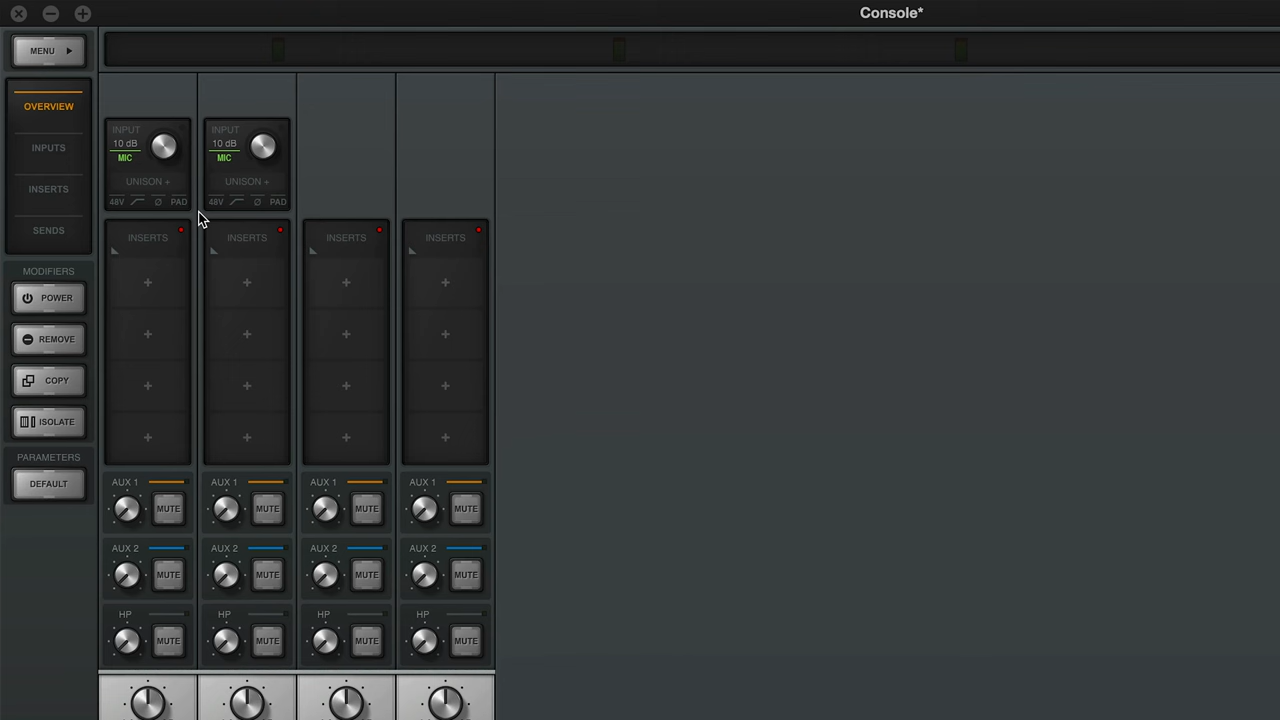 Console*
MENU
OVERVIEW
INPUTS
INSERTS
SENDS
MODIFIERS
POWER
REMOVE
COPY
ISOLATE
PARAMETERS
DEFAULT
INPUT
10 dB
MIC
UNISON +
48V Ø PAD
INPUT
10 dB
MIC
UNISON +
48V Ø PAD
INSERTS INSERTS INSERTS INSERTS
+ + + +
+ + + +
+ + + +
+ + + +
AUX 1 AUX 1 AUX 1 AUX 1
MUTE MUTE MUTE MUTE
AUX 2 AUX 2 AUX 2 AUX 2
MUTE MUTE MUTE MUTE
HP HP HP HP
MUTE MUTE MUTE MUTE